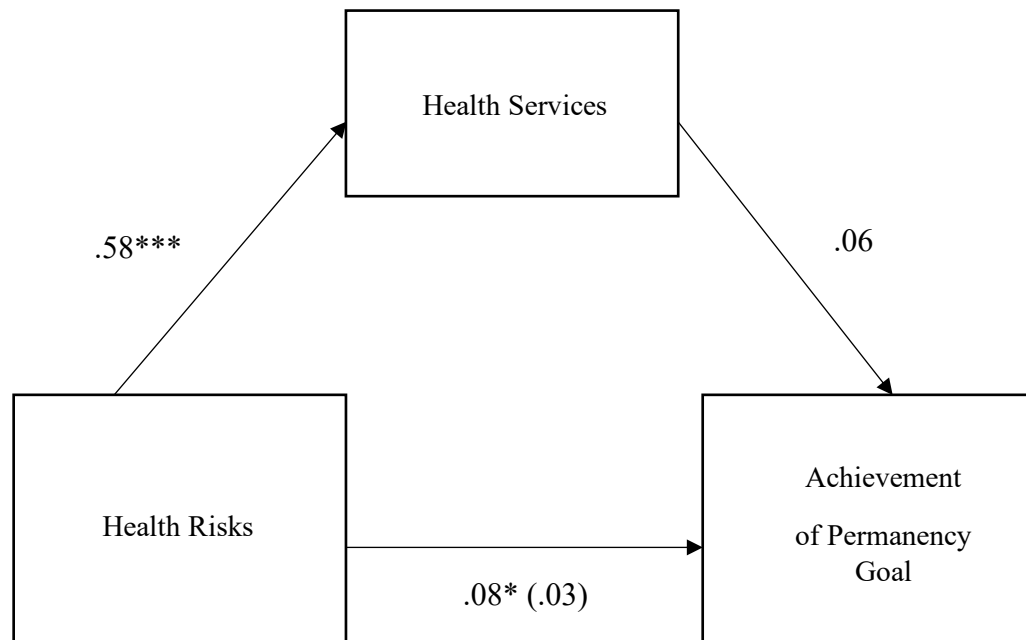 Health Services
.58***
.06
Health Risks
Achievement
of Permanency
Goal
.08* (.03)